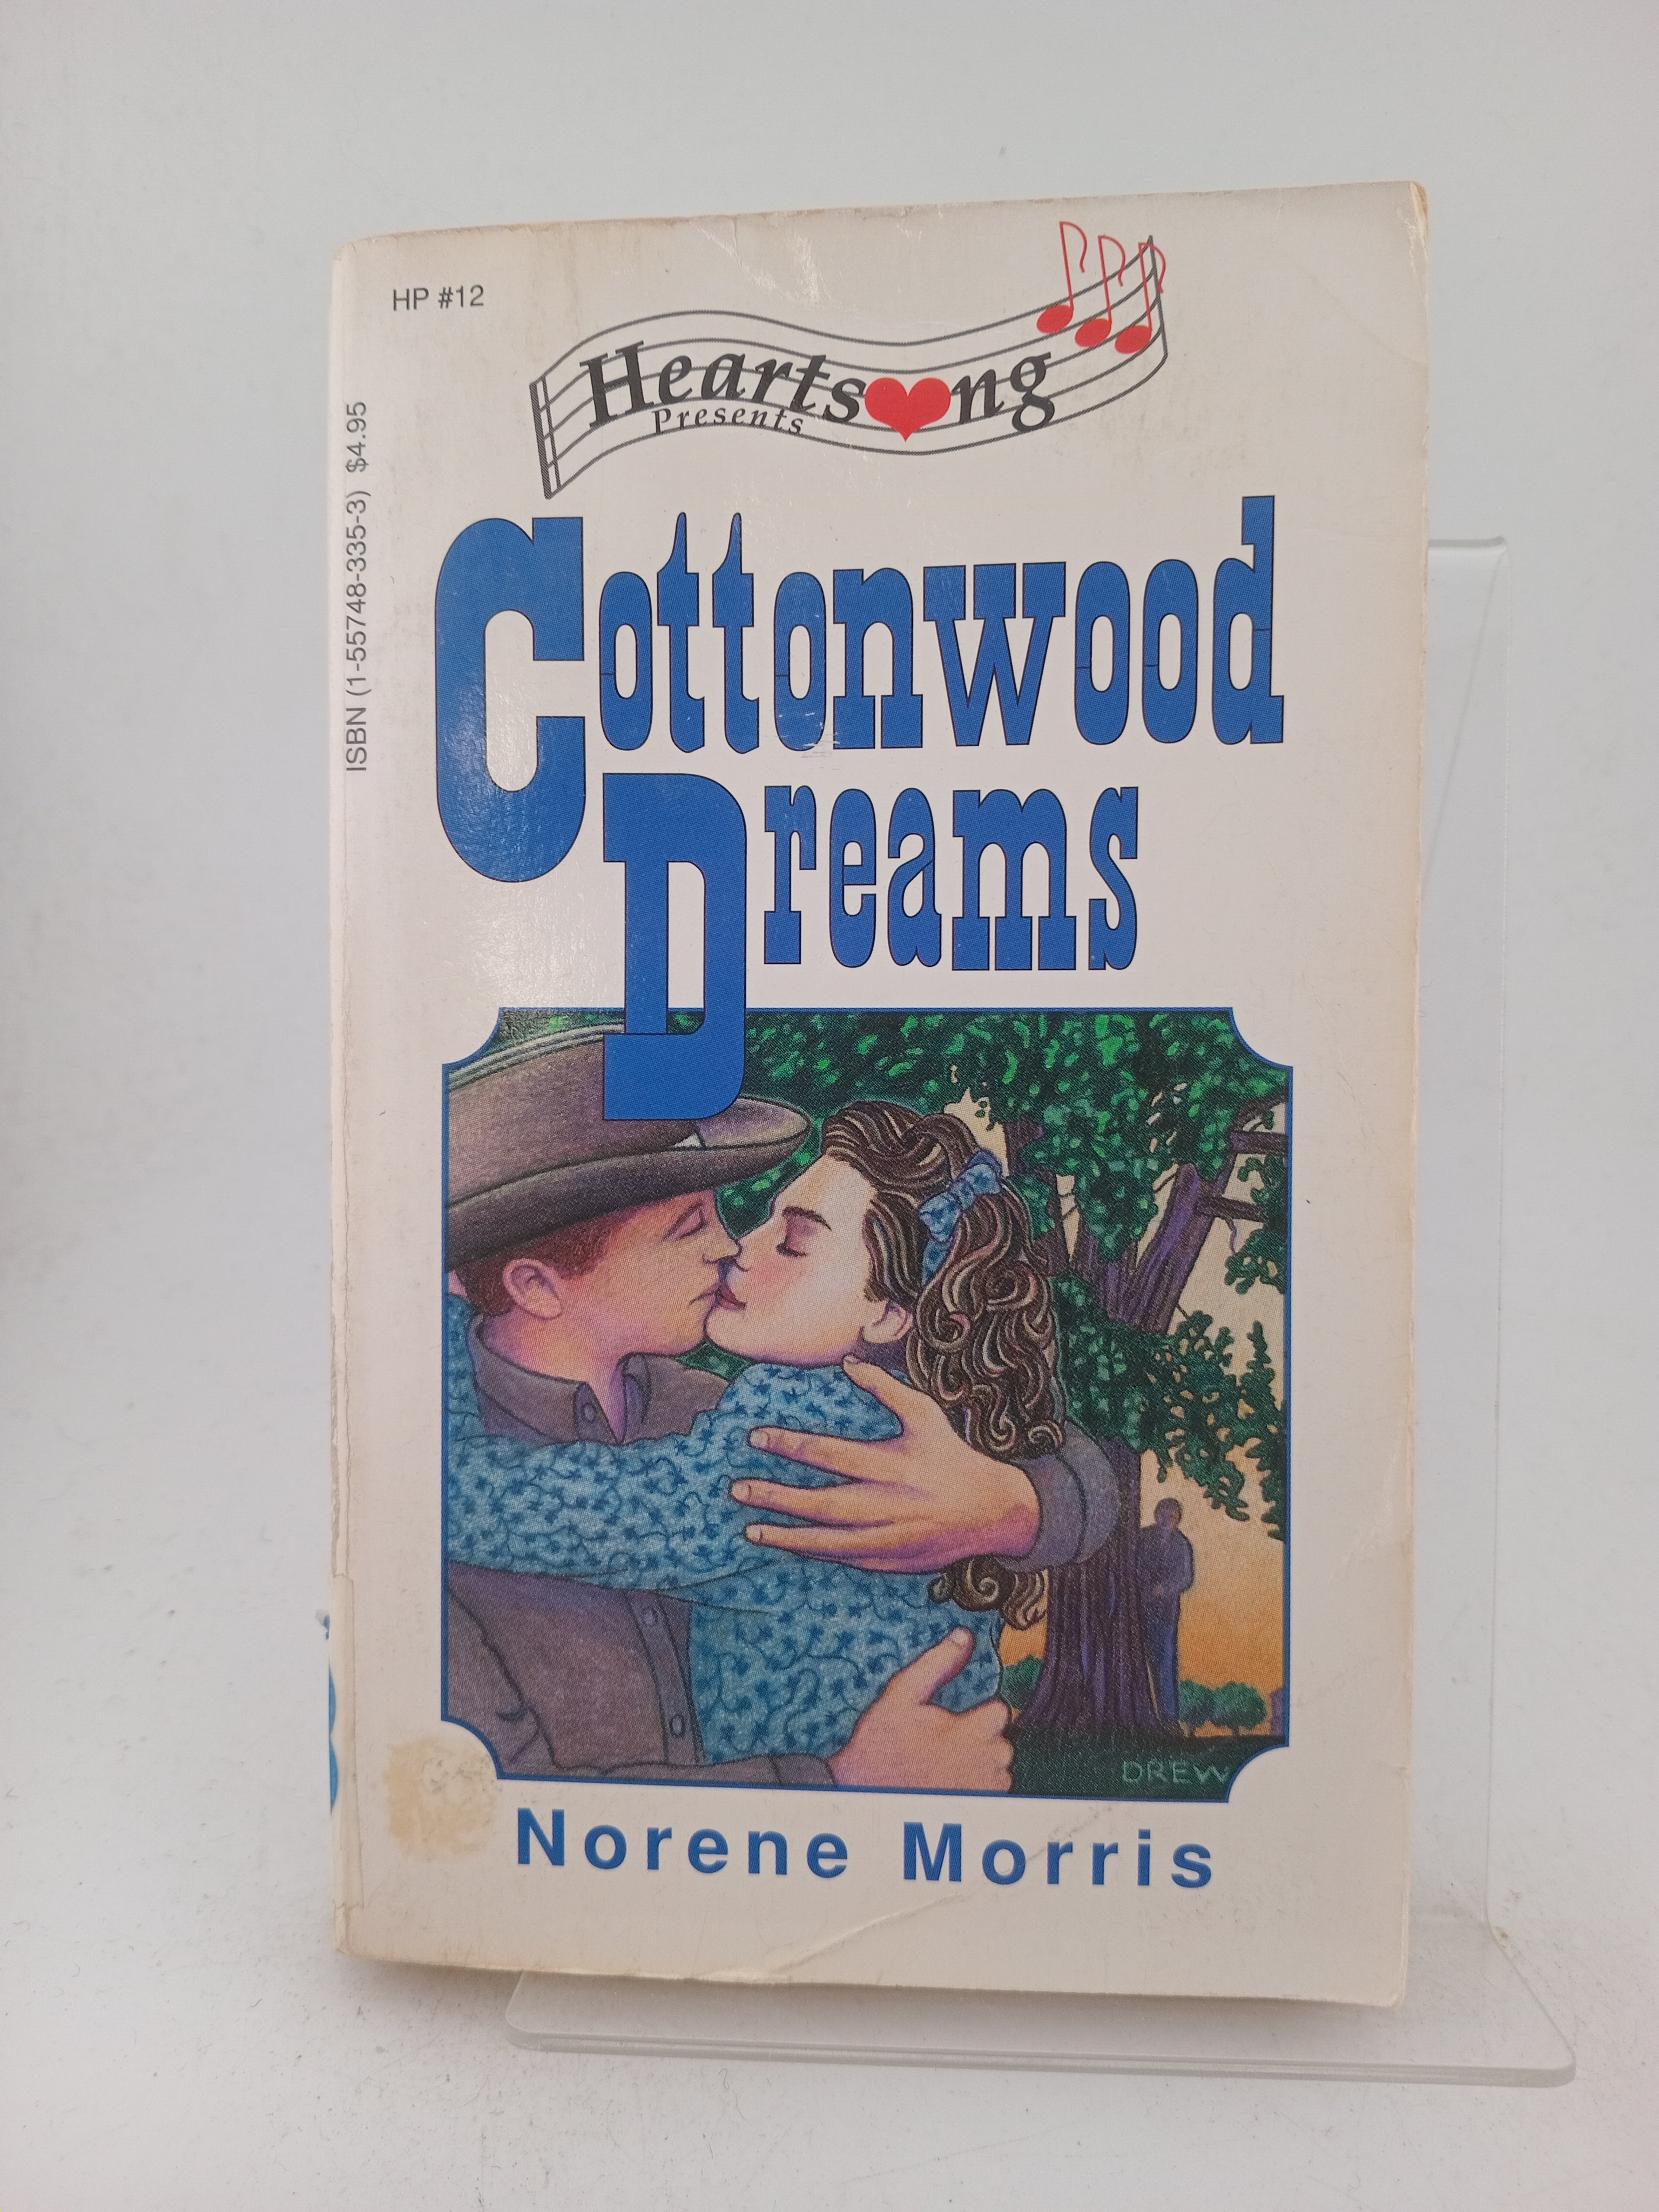 HP #12
ISBN (1-55748-335-3) $4.95
Heartsong
Presents
Cottonwood
Dreams
DREW
Norene Morris